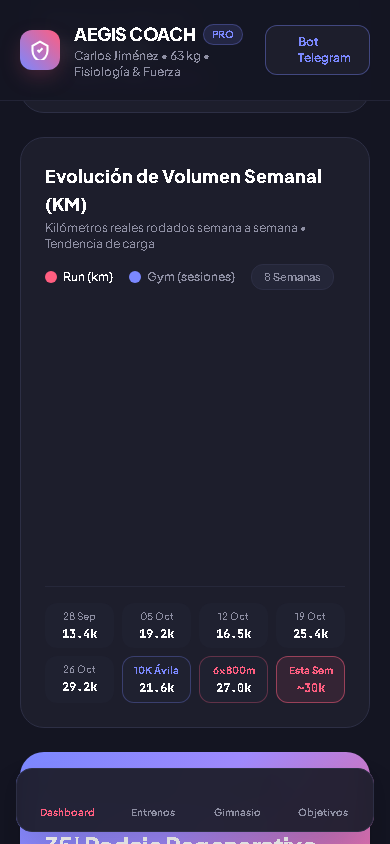 AEGIS COACH PRO
Carlos Jiménez • 63 kg •
Fisiología & Fuerza
Bot
Telegram
Evolución de Volumen Semanal
(KM)
Kilómetros reales rodados semana a semana •
Tendencia de carga
Run (km) Gym (sesiones) 8 Semanas
28 Sep 05 Oct 12 Oct 19 Oct
13.4k 19.2k 16.5k 25.4k
26 Oct 10K Ávila 6x800m Esta Sem
29.2k 21.6k 27.0k ~30k
Dashboard Entrenos Gimnasio Objetivos